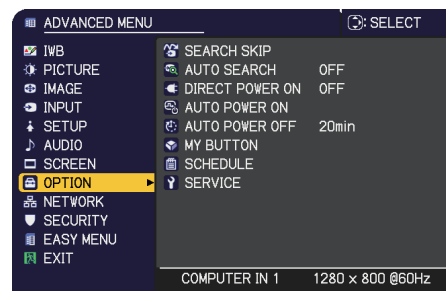 ADVANCED MENU : SELECT
IWB
PICTURE
IMAGE
INPUT
SETUP
AUDIO
SCREEN
OPTION
NETWORK
SECURITY
EASY MENU
EXIT
SEARCH SKIP
AUTO SEARCH OFF
DIRECT POWER ON OFF
AUTO POWER ON
AUTO POWER OFF 20min
MY BUTTON
SCHEDULE
SERVICE
COMPUTER IN 1 1280 × 800 @60Hz